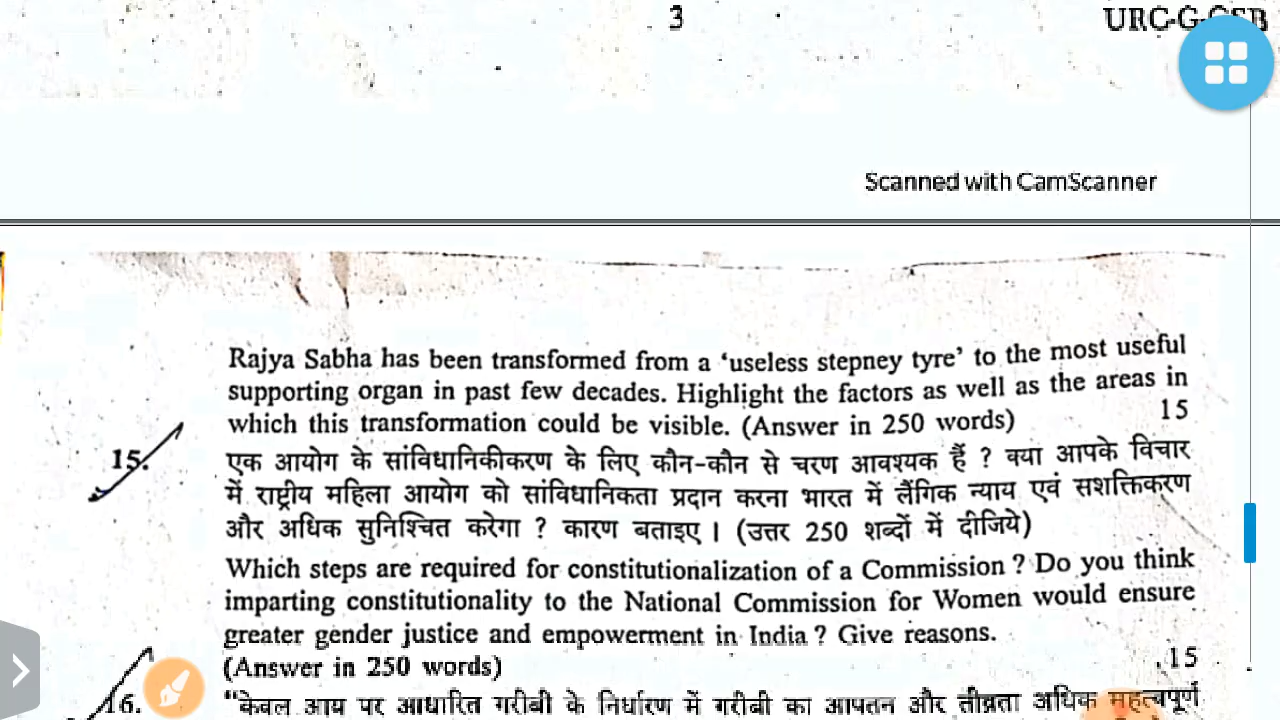 3
URC-G-GSB
Scanned with CamScanner
Rajya Sabha has been transformed from a ‘useless stepney tyre’ to the most useful
supporting organ in past few decades. Highlight the factors as well as the areas in
which this transformation could be visible. (Answer in 250 words) 15
15. एक आयोग के सांविधानिकीकरण के लिए कौन-कौन से चरण आवश्यक हैं ? क्या आपके विचार
में राष्ट्रीय महिला आयोग को सांविधानिकता प्रदान करना भारत में लैंगिक न्याय एवं सशक्तिकरण
और अधिक सुनिश्चित करेगा ? कारण बताइए । (उत्तर 250 शब्दों में दीजिये)
Which steps are required for constitutionalization of a Commission ? Do you think
imparting constitutionality to the National Commission for Women would ensure
greater gender justice and empowerment in India ? Give reasons.
(Answer in 250 words) 15
16. “केवल आय पर आधारित गरीबी के निर्धारण में गरीबी का आपतन और तीव्रता अधिक महत्त्वपूर्ण